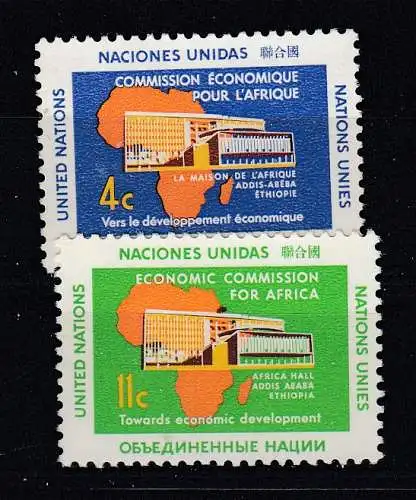 NACIONES UNIDAS 聯合國
UNITED NATIONS
COMMISSION ÉCONOMIQUE
POUR L'AFRIQUE
NATIONS UNIES
LA MAISON DE L'AFRIQUE
ADDIS-ABÉBA
ÉTHIOPIE
4c
Vers le développement économique
NACIONES UNIDAS 聯合國
UNITED NATIONS
ECONOMIC COMMISSION
FOR AFRICA
NATIONS UNIES
AFRICA HALL
ADDIS ABABA
ETHIOPIA
11c
Towards economic development
ОБЪЕДИНЕННЫЕ НАЦИИ